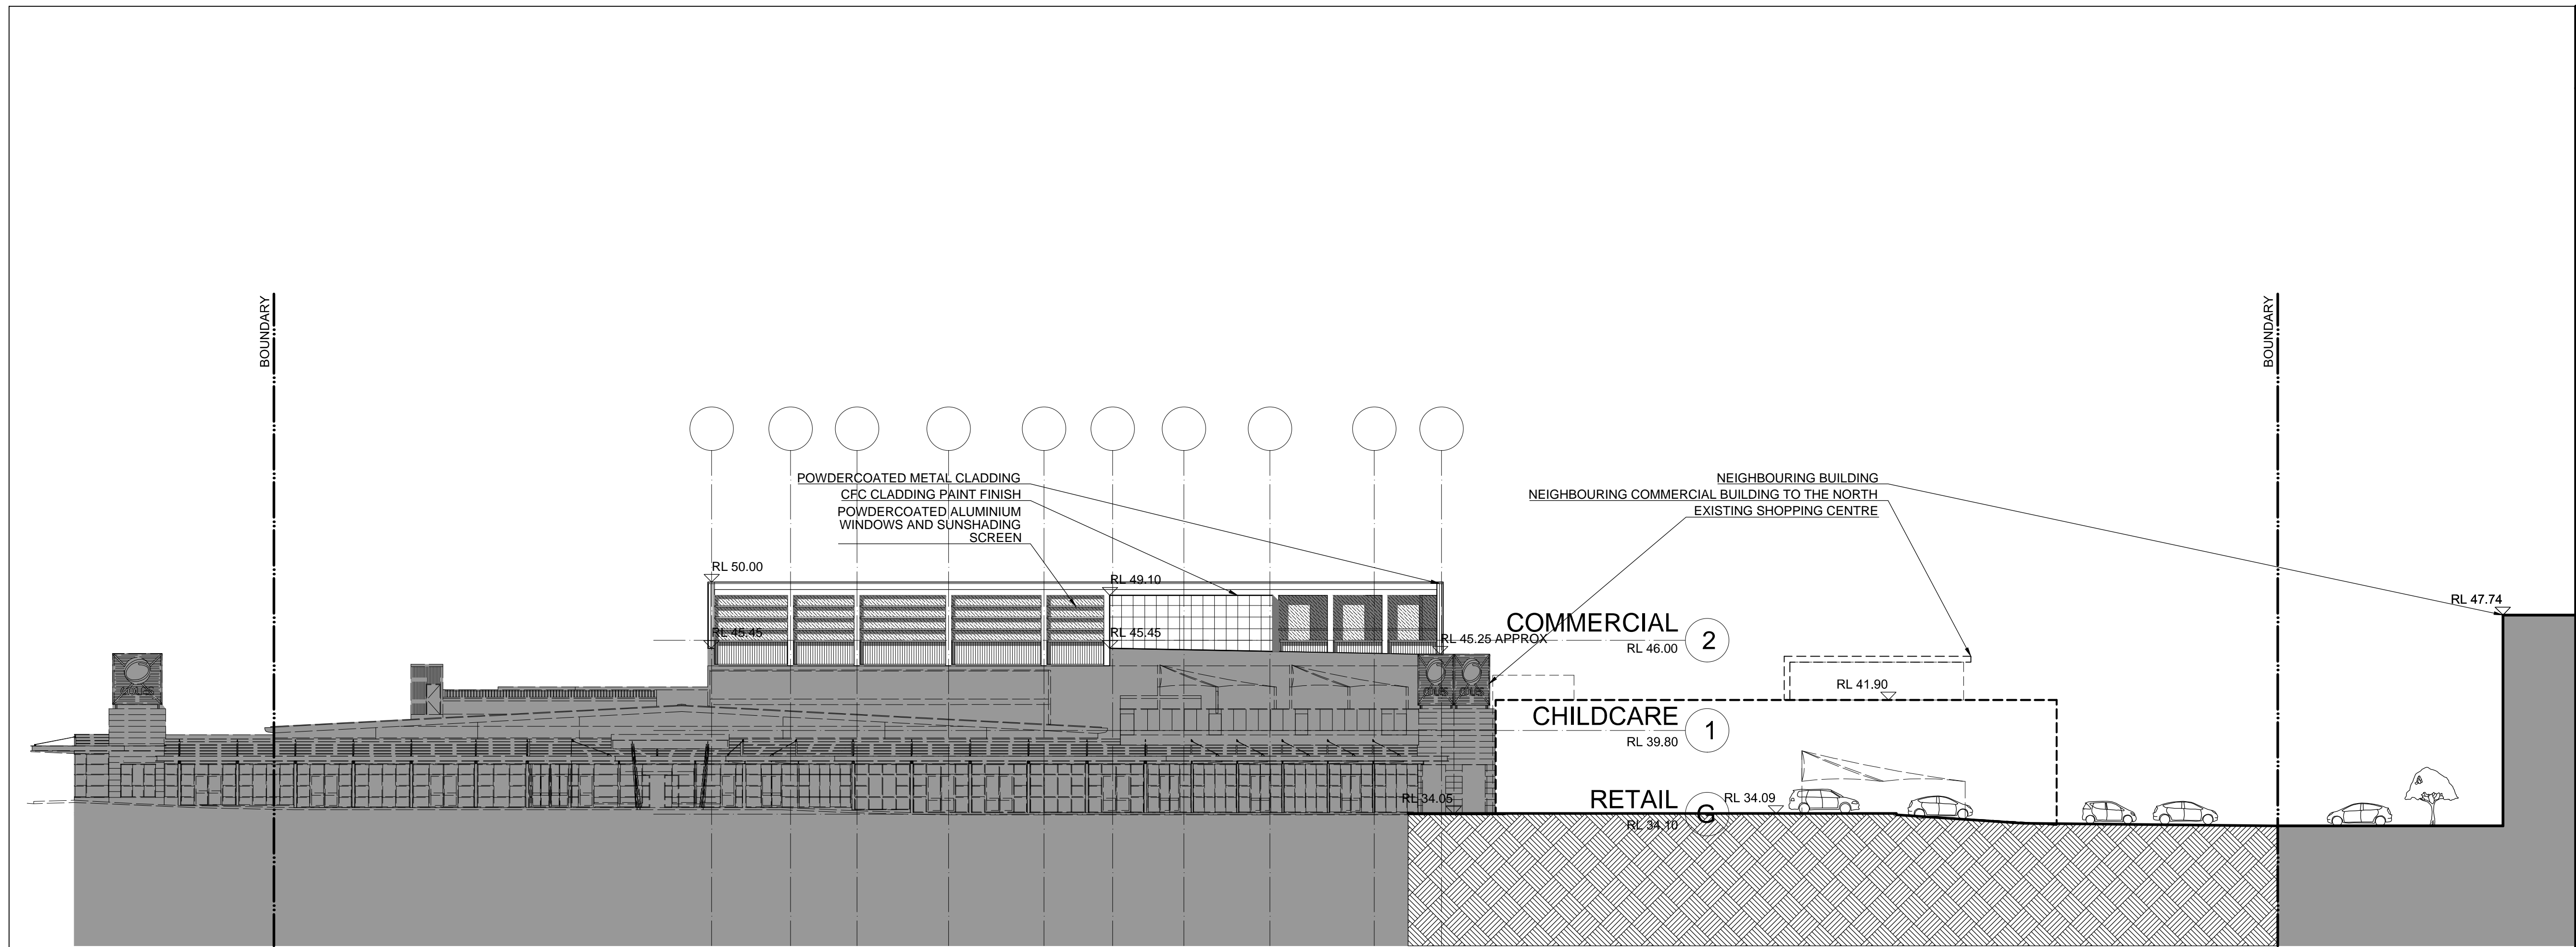 BOUNDARY
BOUNDARY
POWDERCOATED METAL CLADDING
CFC CLADDING PAINT FINISH
POWDERCOATED ALUMINIUM
WINDOWS AND SUNSHADING
SCREEN
NEIGHBOURING BUILDING
NEIGHBOURING COMMERCIAL BUILDING TO THE NORTH
EXISTING SHOPPING CENTRE
RL 50.00
RL 49.10
RL 47.74
RL 45.45
RL 45.45
RL 45.25 APPROX
COMMERCIAL
RL 46.00
2
RL 41.90
CHILDCARE
RL 39.80
1
RL 34.05
RETAIL
RL 34.10
G
RL 34.09
coles
coles
coles